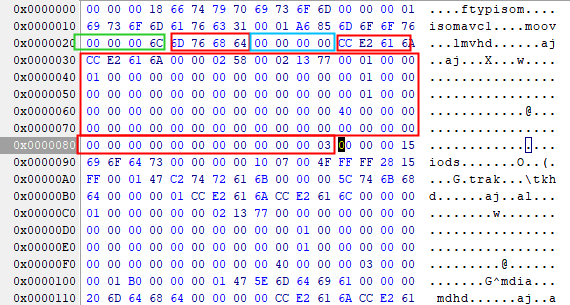 0x0000000 00 00 00 18 66 74 79 70 69 73 6F 6D 00 00 00 01 ....ftypisom....
0x0000010 69 73 6F 6D 61 76 63 31 00 01 A6 85 6D 6F 6F 76 isomavc1....moov
0x0000020 00 00 00 6C 6D 76 68 64 00 00 00 00 CC E2 61 6A ...lmvhd......aj
0x0000030 CC E2 61 6A 00 00 02 58 00 02 13 77 00 01 00 00 ..aj...X...w....
0x0000040 01 00 00 00 00 00 00 00 00 00 00 00 00 01 00 00 ................
0x0000050 00 00 00 00 00 00 00 00 00 00 00 00 00 01 00 00 ................
0x0000060 00 00 00 00 00 00 00 00 00 00 00 00 40 00 00 00 ............@...
0x0000070 00 00 00 00 00 00 00 00 00 00 00 00 00 00 00 00 ................
0x0000080 00 00 00 00 00 00 00 00 00 00 00 03 00 00 00 15 ................
0x0000090 69 6F 64 73 00 00 00 00 10 07 00 4F FF FF 28 15 iods.......O..(.
0x00000A0 FF 00 01 47 C2 74 72 61 6B 00 00 00 5C 74 6B 68 ...G.trak...\tkh
0x00000B0 64 00 00 00 01 CC E2 61 6A CC E2 61 6C 00 00 00 d......aj..al...
0x00000C0 01 00 00 00 00 00 02 13 77 00 00 00 00 00 00 00 ........w.......
0x00000D0 00 00 00 00 00 00 00 00 00 00 01 00 00 00 00 00 ................
0x00000E0 00 00 00 00 00 00 00 00 00 00 01 00 00 00 00 00 ................
0x00000F0 00 00 00 00 00 00 00 00 00 40 00 00 00 03 00 00 .........@......
0x0000100 00 01 B0 00 00 00 01 47 5E 6D 64 69 61 00 00 00 .......G^mdia...
0x0000110 20 6D 64 68 64 00 00 00 00 CC E2 61 6A CC E2 61 mdhd......aj..a